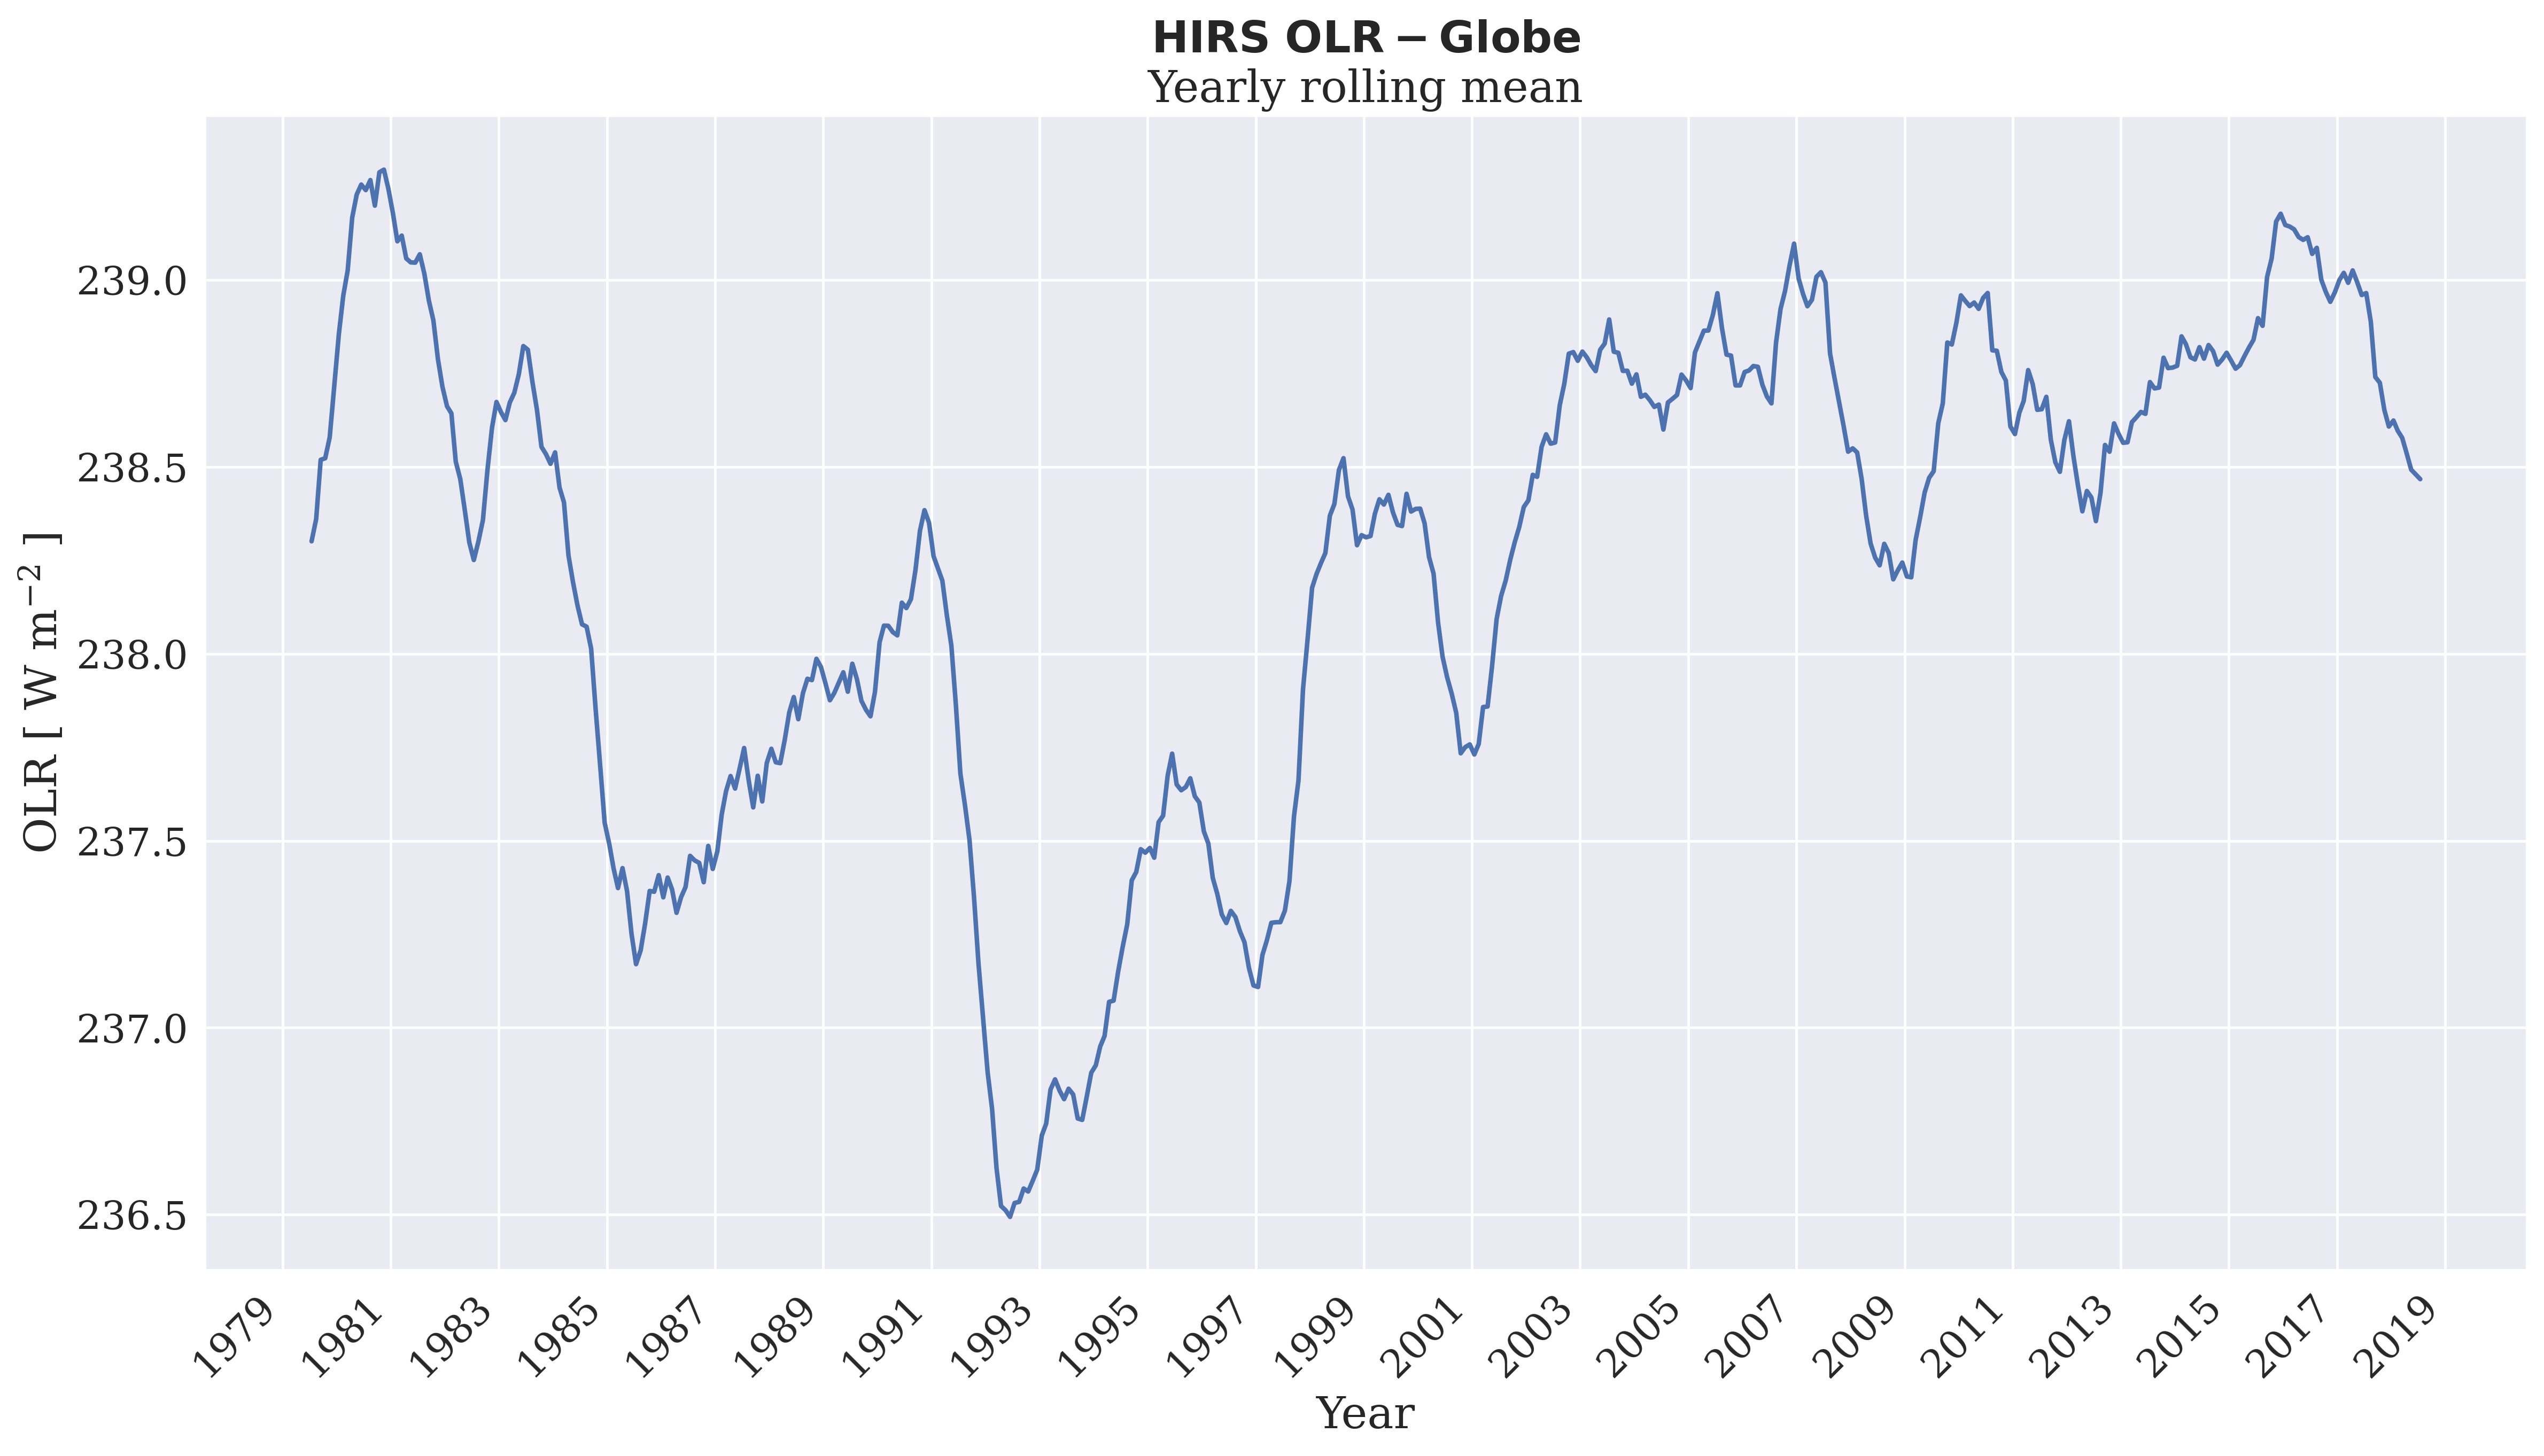 HIRS OLR − Globe
Yearly rolling mean
OLR [ W m⁻² ]
239.0
238.5
238.0
237.5
237.0
236.5
1979 1981 1983 1985 1987 1989 1991 1993 1995 1997 1999 2001 2003 2005 2007 2009 2011 2013 2015 2017 2019
Year